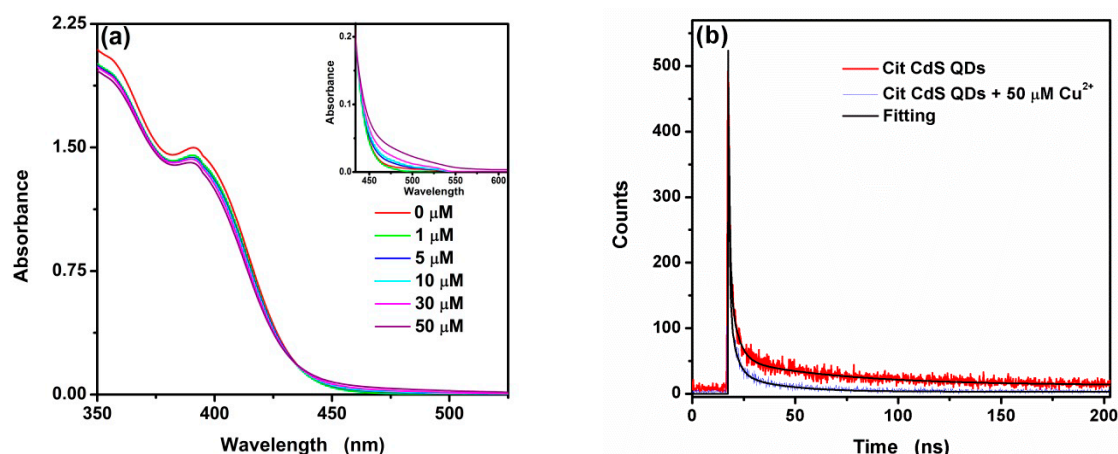 (a)
Absorbance
2.25
1.50
0.75
0.00
350
400
450
500
Wavelength (nm)
Absorbance
0.2
0.1
0.0
450
500
550
600
Wavelength
0 μM
1 μM
5 μM
10 μM
30 μM
50 μM
(b)
Counts
500
400
300
200
100
0
0
50
100
150
200
Time (ns)
Cit CdS QDs
Cit CdS QDs + 50 μM Cu²⁺
Fitting